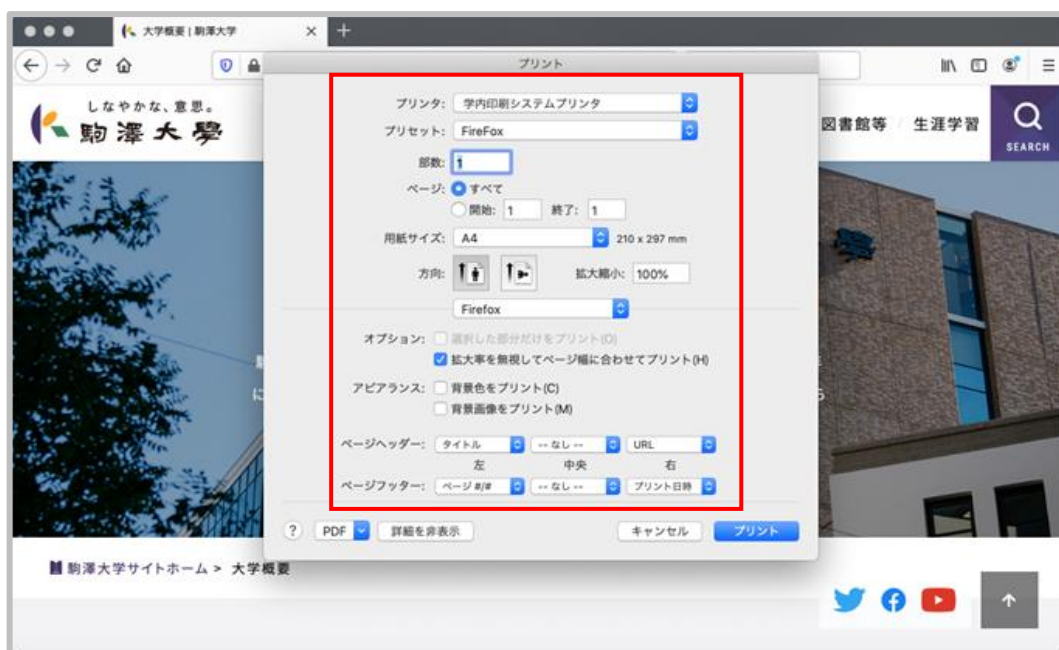 大学概要 | 駒澤大学
プリント
しなやかな、意思。
駒澤大學
図書館等 / 生涯学習
SEARCH
プリンタ: 学内印刷システムプリンタ
プリセット: FireFox
部数: 1
ページ: すべて
開始: 1 終了: 1
用紙サイズ: A4 210 x 297 mm
方向: 拡大縮小: 100%
Firefox
オプション: 選択した部分だけをプリント(O)
拡大率を無視してページ幅に合わせてプリント(H)
アピアランス: 背景色をプリント(C)
背景画像をプリント(M)
ページヘッダー: タイトル -- なし -- URL
左 中央 右
ページフッター: ページ #/# -- なし -- プリント日時
? PDF 詳細を非表示 キャンセル プリント
駒澤大学サイトホーム > 大学概要